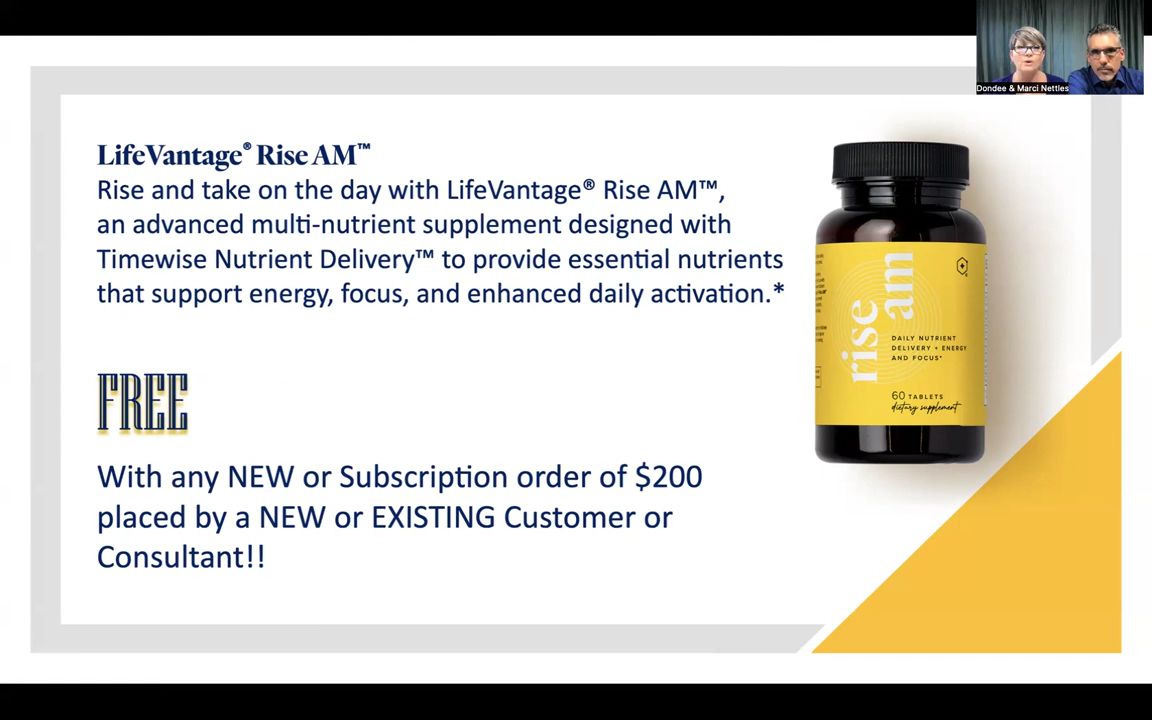 Dondee & Marci Nettles
LifeVantage® Rise AM™
Rise and take on the day with LifeVantage® Rise AM™,
an advanced multi-nutrient supplement designed with
Timewise Nutrient Delivery™ to provide essential nutrients
that support energy, focus, and enhanced daily activation.*
FREE
With any NEW or Subscription order of $200
placed by a NEW or EXISTING Customer or
Consultant!!
rise
am
DAILY NUTRIENT
DELIVERY + ENERGY
AND FOCUS*
60 TABLETS
dietary supplement